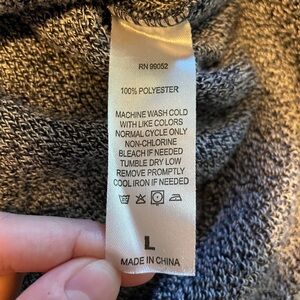 RN 99052
100% POLYESTER
MACHINE WASH COLD
WITH LIKE COLORS
NORMAL CYCLE ONLY
NON-CHLORINE
BLEACH IF NEEDED
TUMBLE DRY LOW
REMOVE PROMPTLY
COOL IRON IF NEEDED
L
MADE IN CHINA